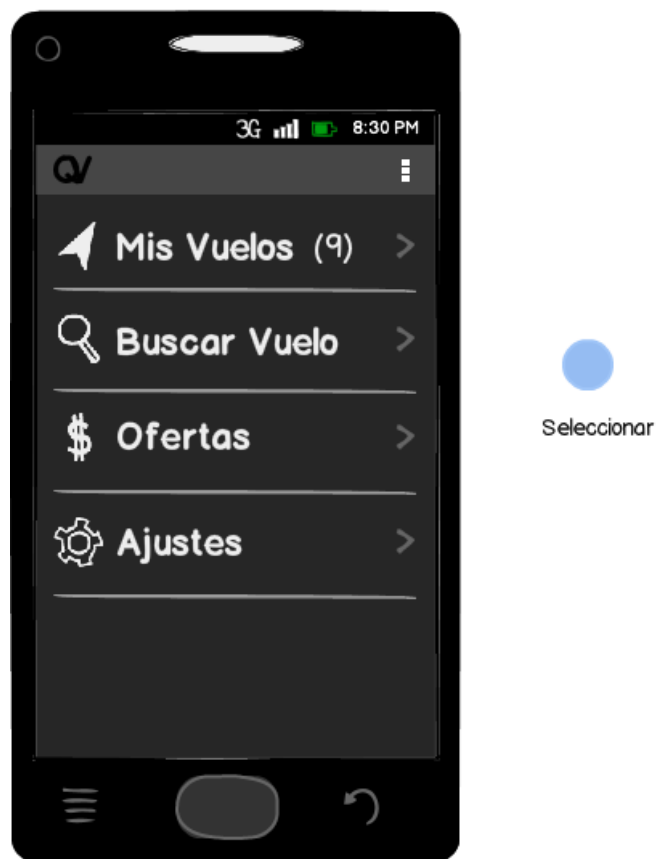 3G 8:30 PM
QV
Mis Vuelos (9)
Buscar Vuelo
$ Ofertas
Ajustes
Seleccionar